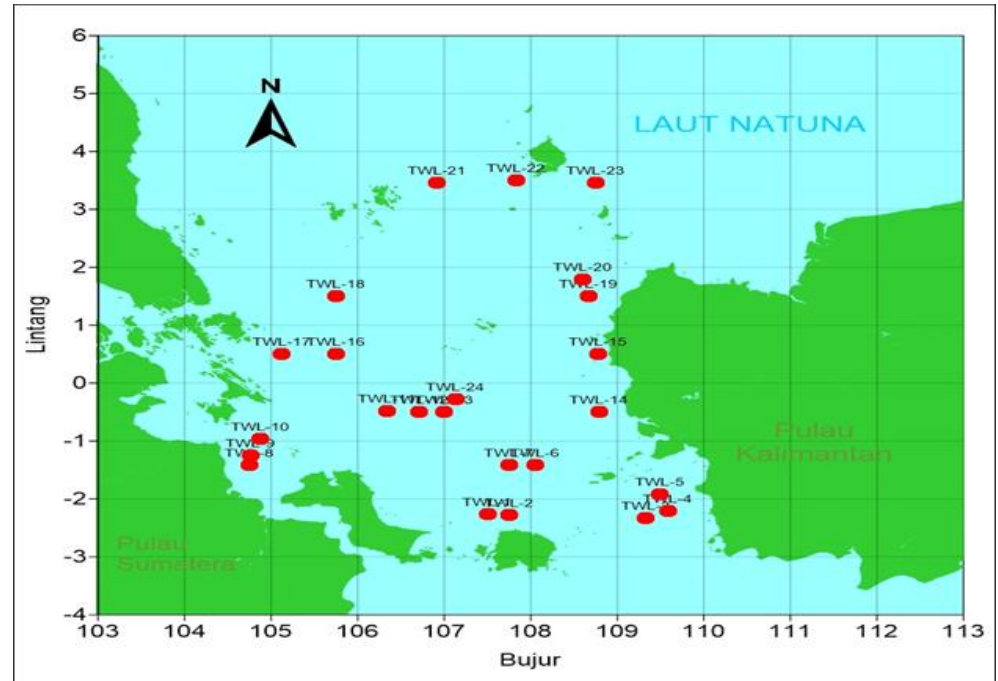 6
5
4
3
2
1
0
-1
-2
-3
-4
Lintang
N
LAUT NATUNA
TWL-21
TWL-22
TWL-23
TWL-20
TWL-19
TWL-18
TWL-17
TWL-16
TWL-15
TWL-24
TWL-14
TWL-10
TWL-8
TWL-6
TWL-5
TWL-4
TWL-2
Pulau
Kalimantan
Pulau
Sumatera
103
104
105
106
107
108
109
110
111
112
113
Bujur